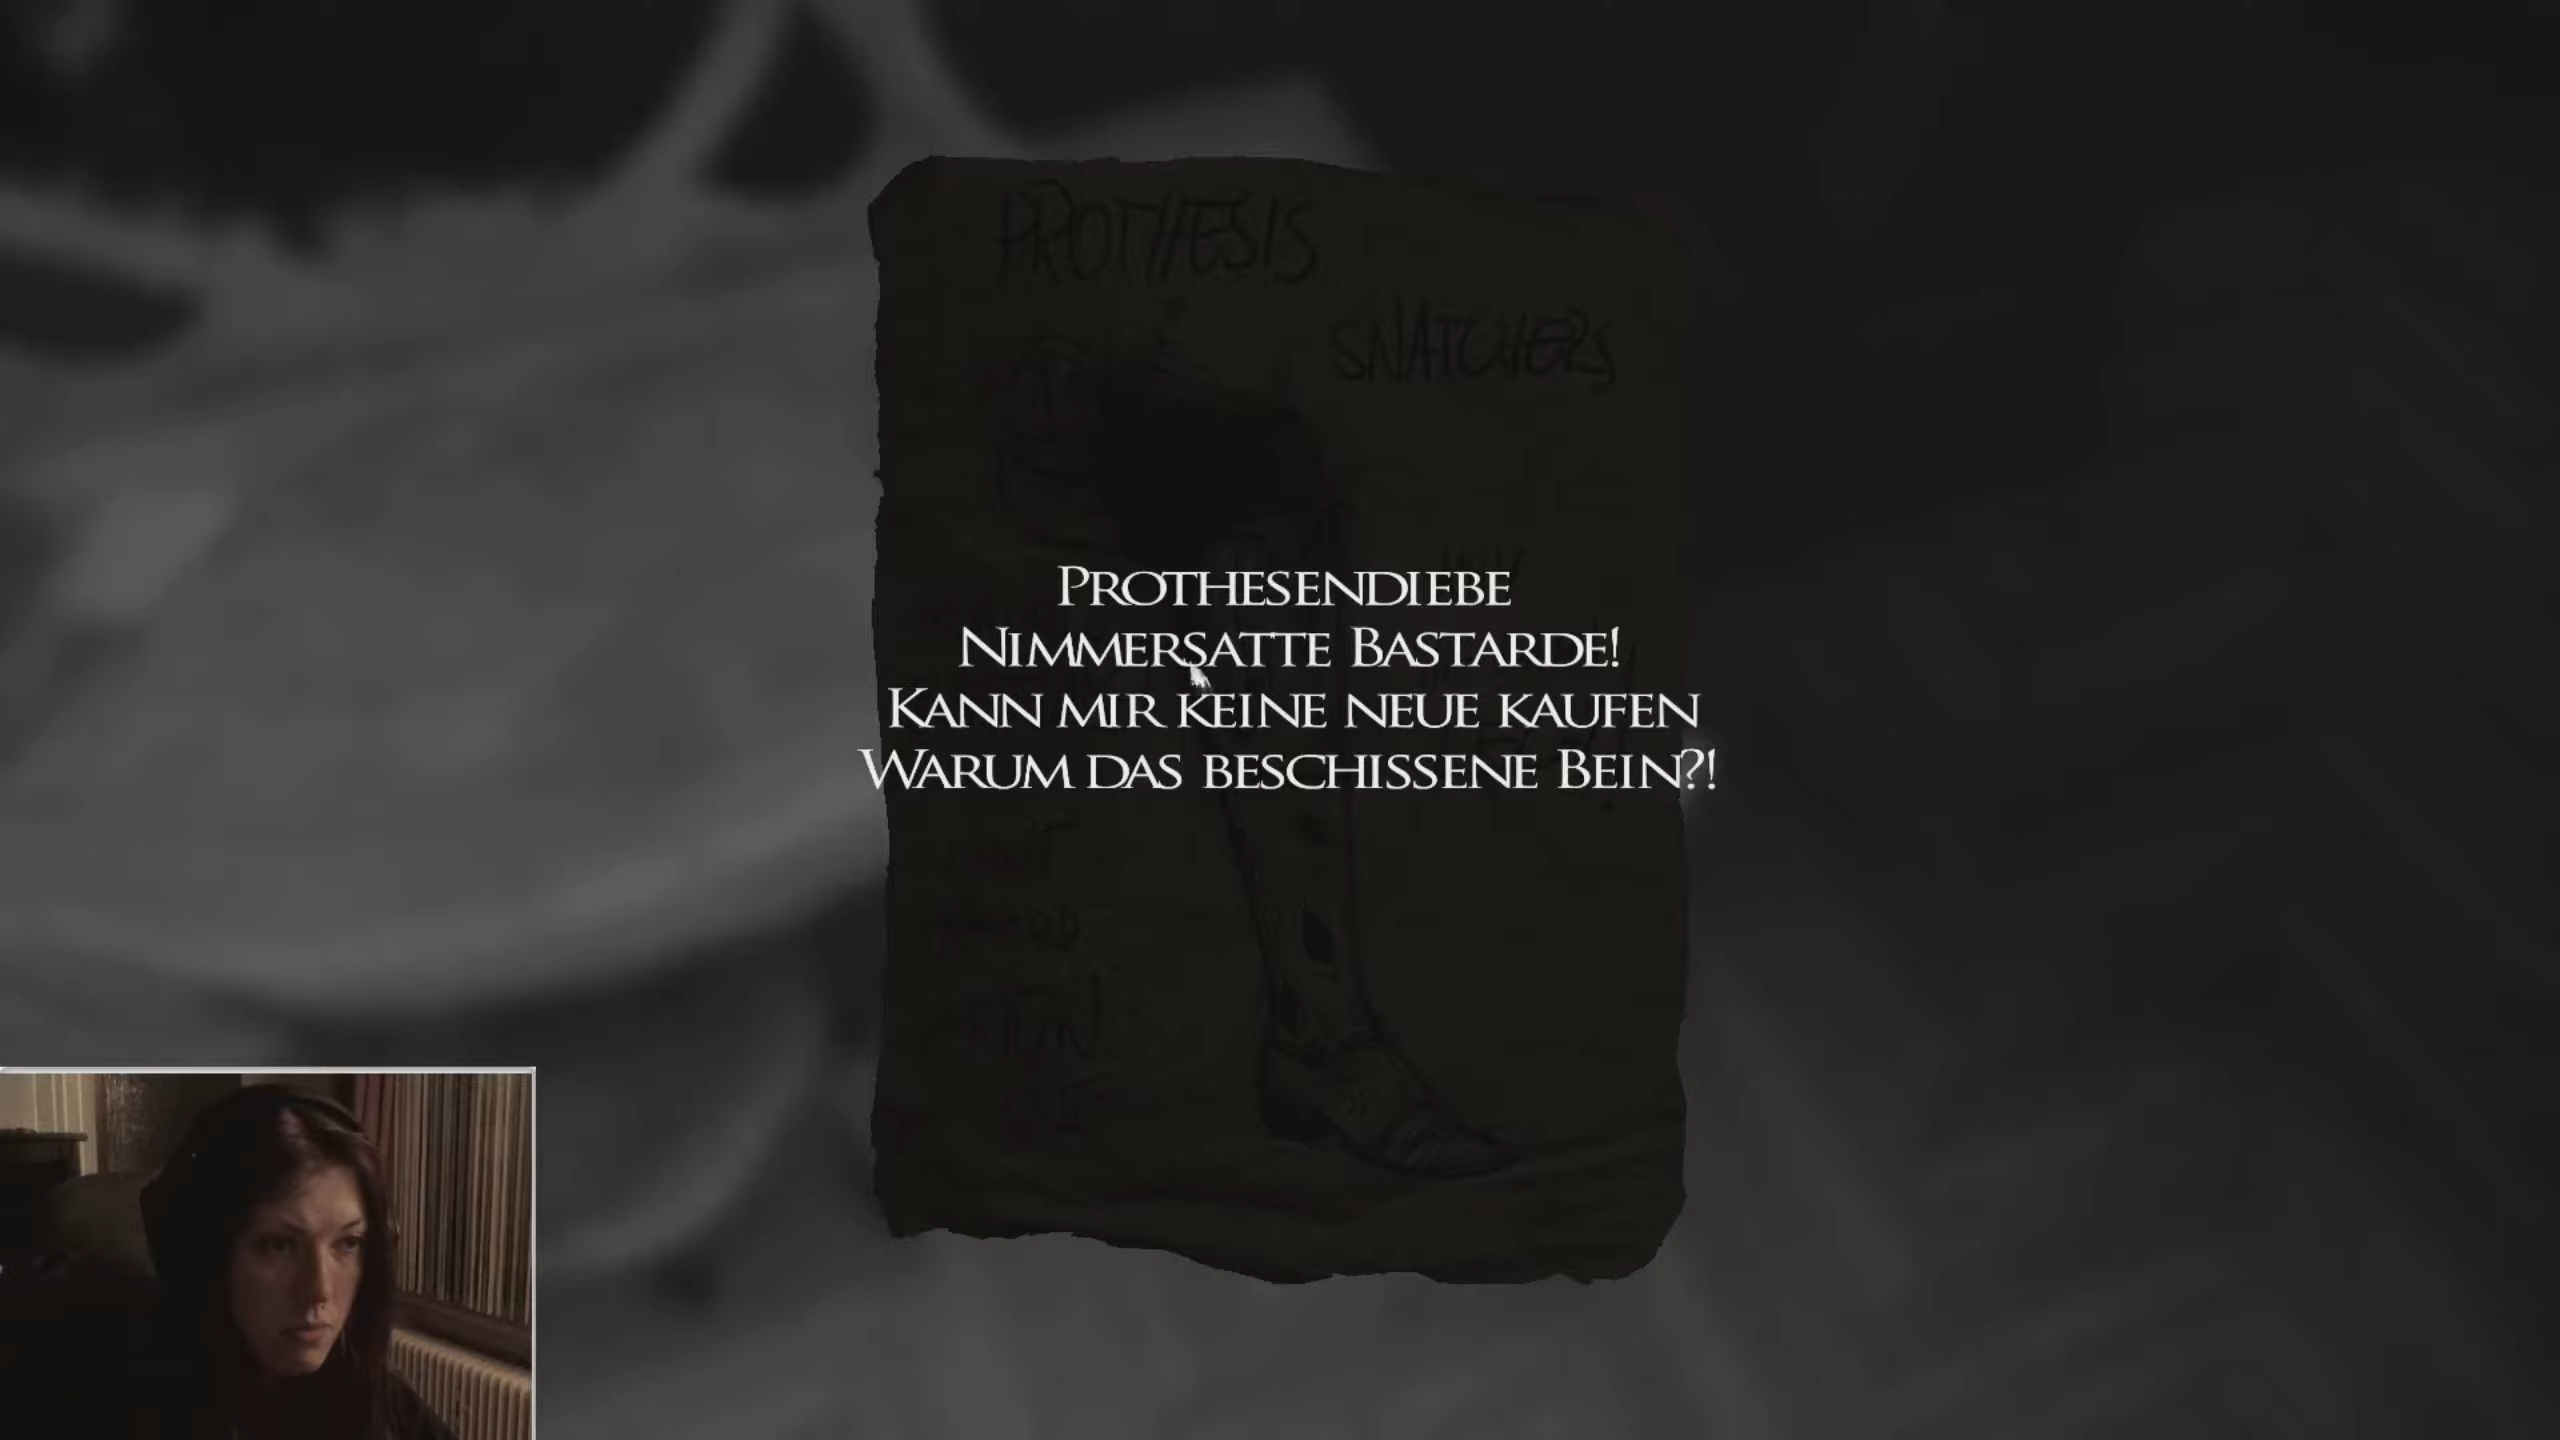 PROTHESIS
SNATCHERS
Prothesendiebe
Nimmersatte Bastarde!
Kann mir keine neue kaufen
Warum das beschissene Bein?!